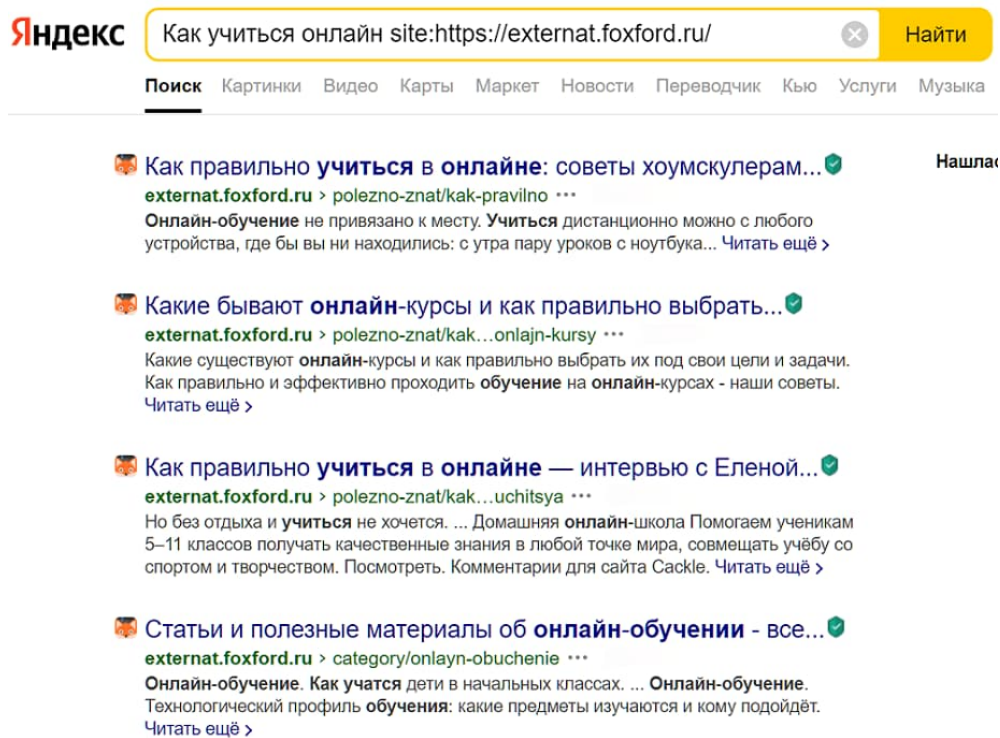 Яндекс
Как учиться онлайн site:https://externat.foxford.ru/
Найти
Поиск Картинки Видео Карты Маркет Новости Переводчик Кью Услуги Музыка
Как правильно учиться в онлайне: советы хоумскулерам...
externat.foxford.ru › polezno-znat/kak-pravilno
Онлайн-обучение не привязано к месту. Учиться дистанционно можно с любого
устройства, где бы вы ни находились: с утра пару уроков с ноутбука... Читать ещё ›
Какие бывают онлайн-курсы и как правильно выбрать...
externat.foxford.ru › polezno-znat/kak...onlajn-kursy
Какие существуют онлайн-курсы и как правильно выбрать их под свои цели и задачи.
Как правильно и эффективно проходить обучение на онлайн-курсах - наши советы.
Читать ещё ›
Как правильно учиться в онлайне — интервью с Еленой...
externat.foxford.ru › polezno-znat/kak...uchitsya
Но без отдыха и учиться не хочется. ... Домашняя онлайн-школа Помогаем ученикам
5–11 классов получать качественные знания в любой точке мира, совмещать учёбу со
спортом и творчеством. Посмотреть. Комментарии для сайта Cackle. Читать ещё ›
Статьи и полезные материалы об онлайн-обучении - все...
externat.foxford.ru › category/onlayn-obuchenie
Онлайн-обучение. Как учатся дети в начальных классах. ... Онлайн-обучение.
Технологический профиль обучения: какие предметы изучаются и кому подойдёт.
Читать ещё ›